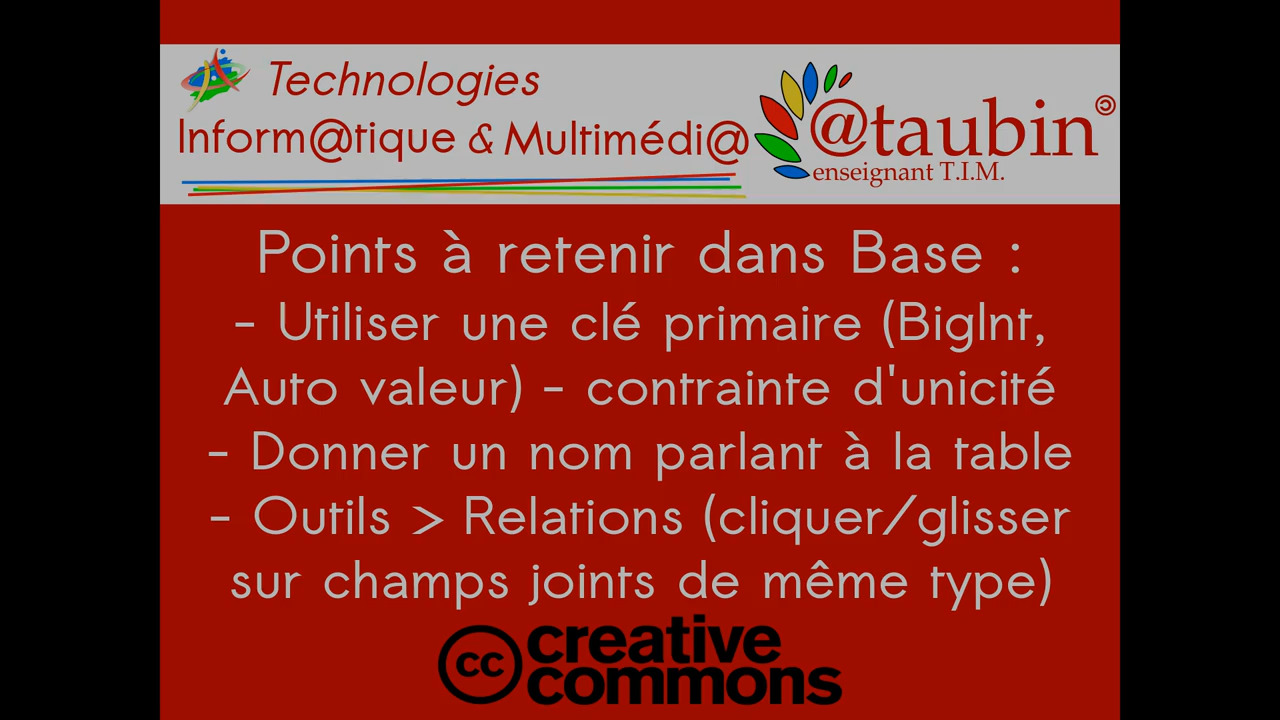 Technologies
Inform@tique & Multimédi@
@taubin
enseignant T.I.M.
Points à retenir dans Base :
- Utiliser une clé primaire (BigInt,
Auto valeur) - contrainte d'unicité
- Donner un nom parlant à la table
- Outils > Relations (cliquer/glisser
sur champs joints de même type)
cc creative
commons